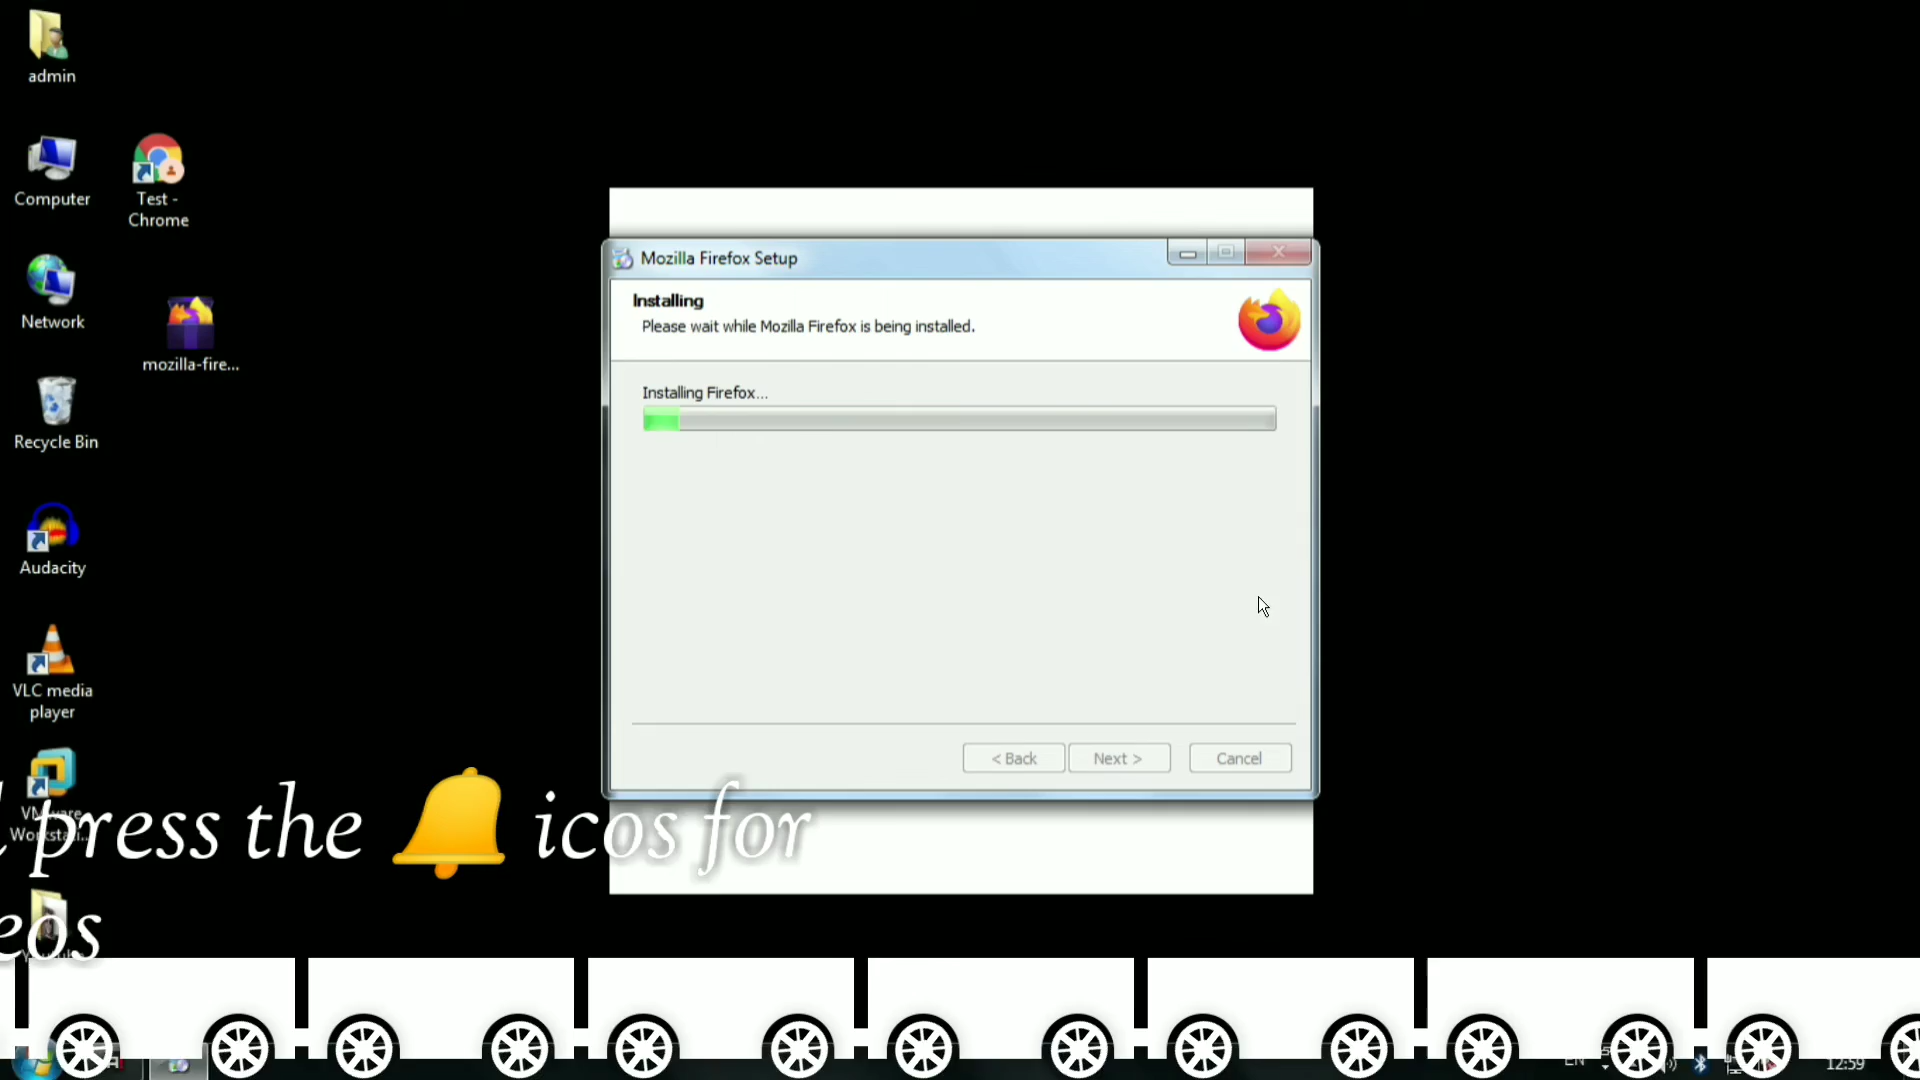 admin
Computer
Test -
Chrome
Network
mozilla-fire...
Recycle Bin
Audacity
VLC media
player
Mozilla Firefox Setup
Installing
Please wait while Mozilla Firefox is being installed.
Installing Firefox...
< Back
Next >
Cancel
press the 🔔 icos for
eos
EN
12:59